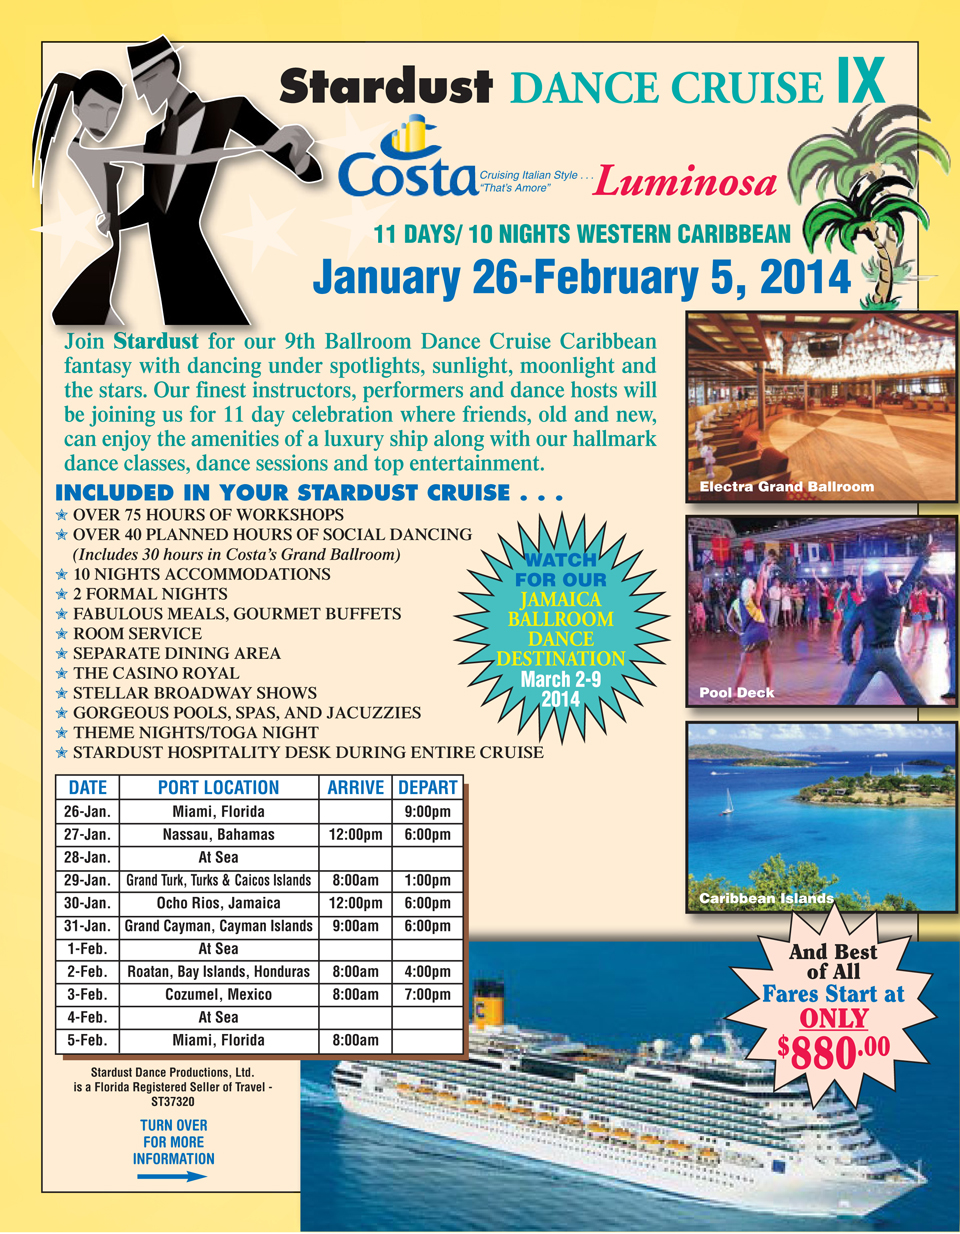 Stardust DANCE CRUISE IX
Costa
Cruising Italian Style . . .
"That's Amore"
Luminosa
11 DAYS/ 10 NIGHTS WESTERN CARIBBEAN
January 26-February 5, 2014
Join Stardust for our 9th Ballroom Dance Cruise Caribbean
fantasy with dancing under spotlights, sunlight, moonlight and
the stars. Our finest instructors, performers and dance hosts will
be joining us for 11 day celebration where friends, old and new,
can enjoy the amenities of a luxury ship along with our hallmark
dance classes, dance sessions and top entertainment.
INCLUDED IN YOUR STARDUST CRUISE . . .
OVER 75 HOURS OF WORKSHOPS
OVER 40 PLANNED HOURS OF SOCIAL DANCING
(Includes 30 hours in Costa's Grand Ballroom)
10 NIGHTS ACCOMMODATIONS
2 FORMAL NIGHTS
FABULOUS MEALS, GOURMET BUFFETS
ROOM SERVICE
SEPARATE DINING AREA
THE CASINO ROYAL
STELLAR BROADWAY SHOWS
GORGEOUS POOLS, SPAS, AND JACUZZIES
THEME NIGHTS/TOGA NIGHT
STARDUST HOSPITALITY DESK DURING ENTIRE CRUISE
WATCH
FOR OUR
JAMAICA
BALLROOM
DANCE
DESTINATION
March 2-9
2014
Electra Grand Ballroom
Pool Deck
Caribbean Islands
DATE PORT LOCATION ARRIVE DEPART
26-Jan. Miami, Florida 9:00pm
27-Jan. Nassau, Bahamas 12:00pm 6:00pm
28-Jan. At Sea
29-Jan. Grand Turk, Turks & Caicos Islands 8:00am 1:00pm
30-Jan. Ocho Rios, Jamaica 12:00pm 6:00pm
31-Jan. Grand Cayman, Cayman Islands 9:00am 6:00pm
1-Feb. At Sea
2-Feb. Roatan, Bay Islands, Honduras 8:00am 4:00pm
3-Feb. Cozumel, Mexico 8:00am 7:00pm
4-Feb. At Sea
5-Feb. Miami, Florida 8:00am
And Best
of All
Fares Start at
ONLY
$880.00
Stardust Dance Productions, Ltd.
is a Florida Registered Seller of Travel -
ST37320
TURN OVER
FOR MORE
INFORMATION
C